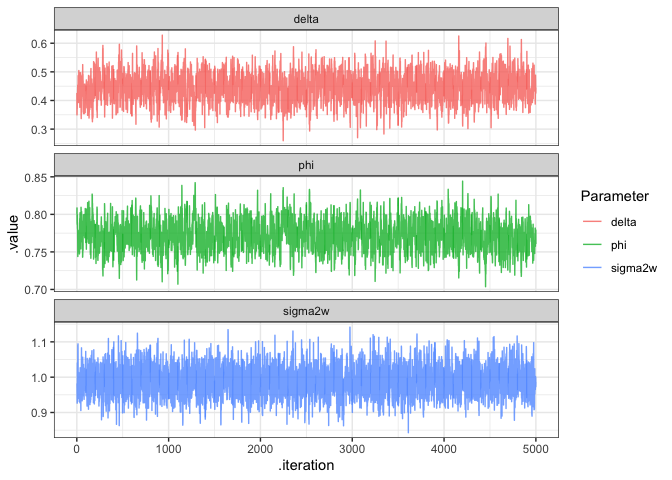 delta
0.6
0.5
0.4
0.3
phi
0.85
0.80
0.75
0.70
sigma2w
1.1
1.0
0.9
0 1000 2000 3000 4000 5000
.iteration
.value
Parameter
delta
phi
sigma2w